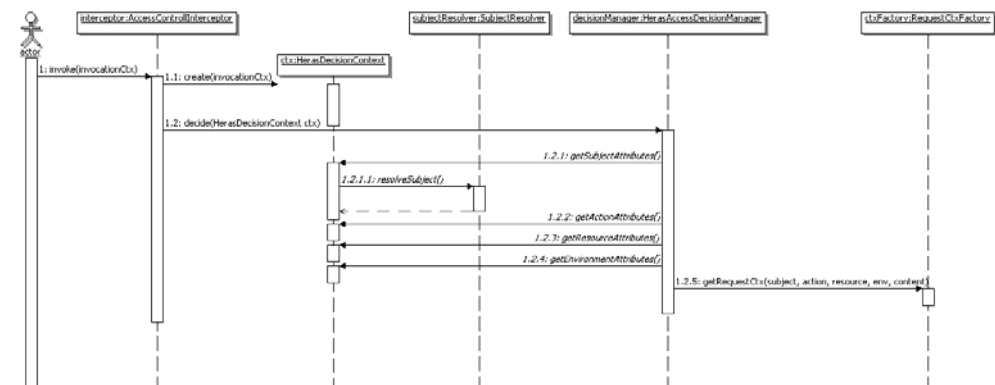 interceptor:AccessControlInterceptor
subjectResolver:SubjectResolver
decisionManager:HerasAccessDecisionManager
ctxFactory:RequestCtxFactory
actor
ctx:HerasDecisionContext
1: invoke(invocationCtx)
1.1: create(invocationCtx)
1.2: decide(HerasDecisionContext ctx)
1.2.1: getSubjectAttributes()
1.2.1.1: resolveSubject()
1.2.2: getActionAttributes()
1.2.3: getResourceAttributes()
1.2.4: getEnvironmentAttributes()
1.2.5: getRequestCtx(subject, action, resource, env, content)